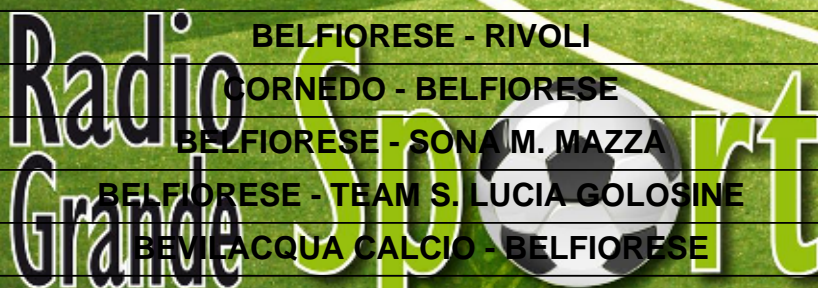 Radio
Grande
Sport
BELFIORESE - RIVOLI
CORNEDO - BELFIORESE
BELFIORESE - SONA M. MAZZA
BELFIORESE - TEAM S. LUCIA GOLOSINE
BEVILACQUA CALCIO - BELFIORESE